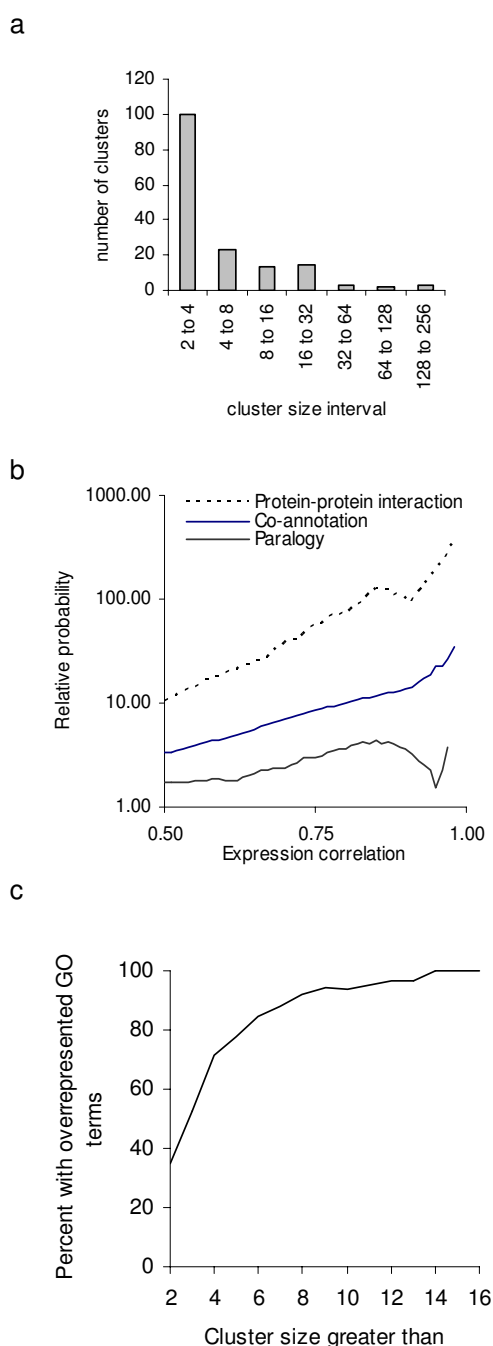 a
120
100
80
60
40
20
0
number of clusters
2 to 4
4 to 8
8 to 16
16 to 32
32 to 64
64 to 128
128 to 256
cluster size interval
b
1000.00
100.00
10.00
1.00
Relative probability
Protein-protein interaction
Co-annotation
Paralogy
0.50
0.75
1.00
Expression correlation
c
100
80
60
40
20
0
Percent with overrepresented GO
terms
2
4
6
8
10
12
14
16
Cluster size greater than